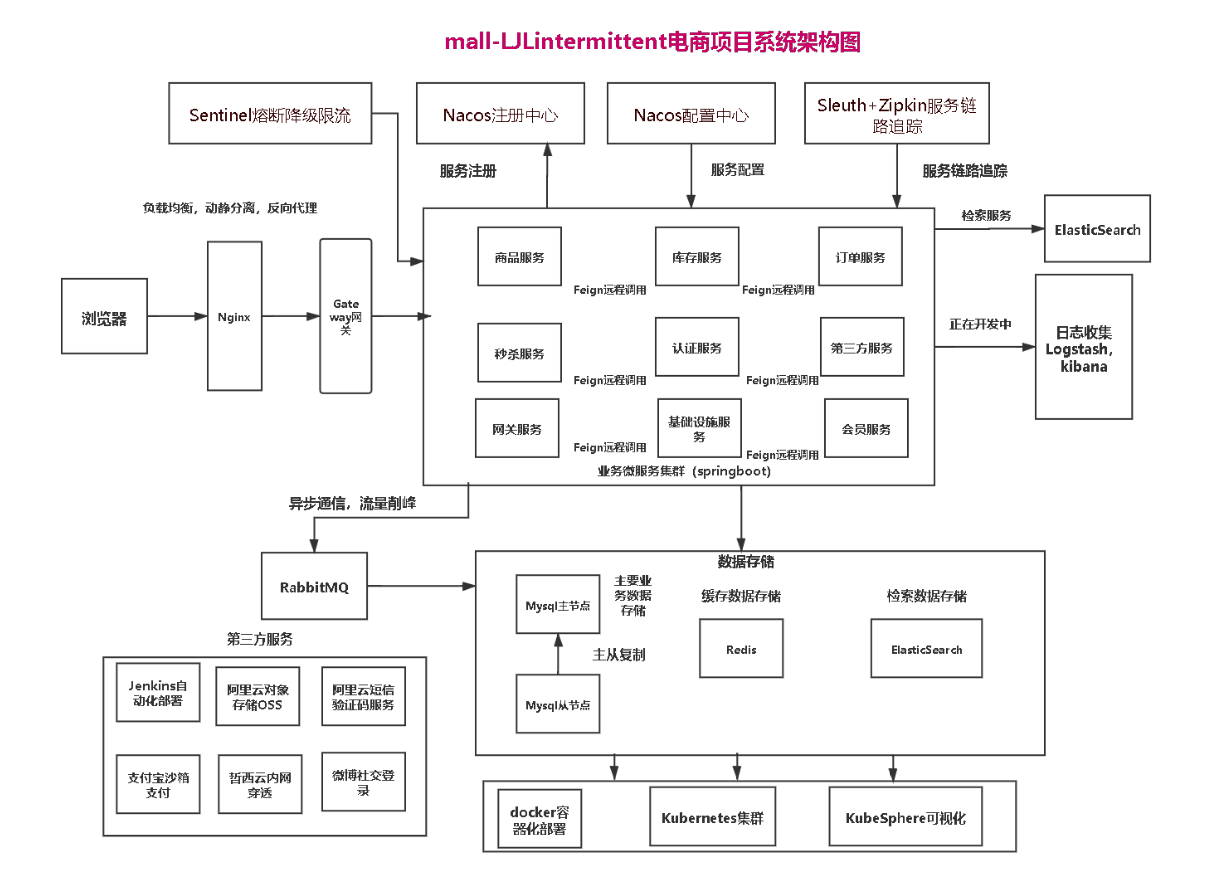 mall-LJLintermittent电商项目系统架构图
Sentinel熔断降级限流
Nacos注册中心
Nacos配置中心
Sleuth+Zipkin服务链
路追踪
服务注册
服务配置
服务链路追踪
负载均衡，动静分离，反向代理
检索服务
ElasticSearch
商品服务
库存服务
订单服务
Feign远程调用
Feign远程调用
浏览器
Nginx
Gate
way网
关
正在开发中
日志收集
Logstash，
kibana
秒杀服务
认证服务
第三方服务
Feign远程调用
Feign远程调用
网关服务
基础设施服
务
会员服务
Feign远程调用
Feign远程调用
业务微服务集群（springboot）
异步通信，流量削峰
RabbitMQ
数据存储
Mysql主节点
主要业
务数据
存储
缓存数据存储
检索数据存储
Redis
ElasticSearch
主从复制
Mysql从节点
第三方服务
Jenkins自
动化部署
阿里云对象
存储OSS
阿里云短信
验证码服务
支付宝沙箱
支付
哲西云内网
穿透
微博社交登
录
docker容
器化部署
Kubernetes集群
KubeSphere可视化